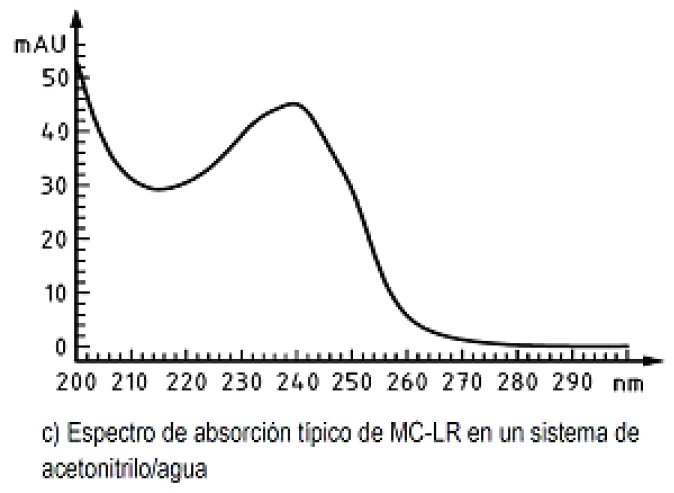 mAU
50
40
30
20
10
0
200 210 220 230 240 250 260 270 280 290 nm
c) Espectro de absorción típico de MC-LR en un sistema de
acetonitrilo/agua